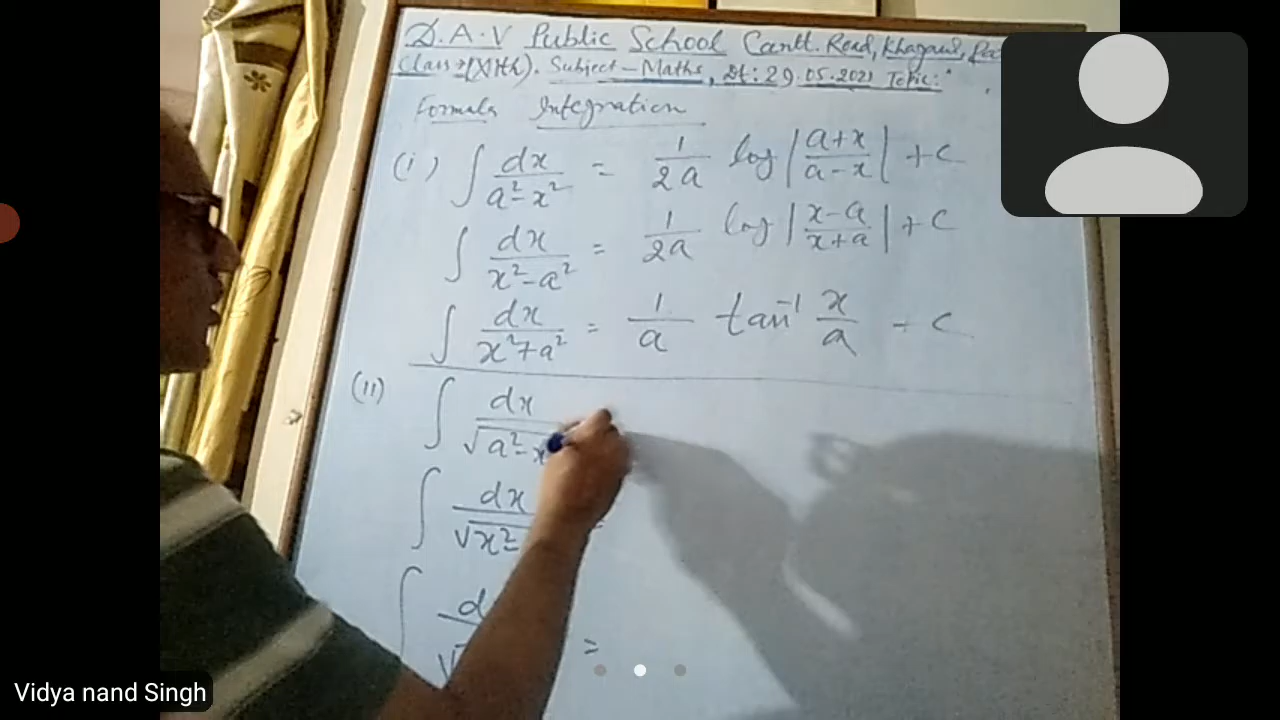 D.A.V Public School Cantt. Road, Khagaul,
Class →(XIIth). Subject - Maths, Dt: 29.05.2021 Topic:
Formula Integration
(i) ∫ dx/(a²-x²) = 1/2a log |(a+x)/(a-x)| + C
∫ dx/(x²-a²) = 1/2a log |(x-a)/(x+a)| + C
∫ dx/(x²+a²) = 1/a tan⁻¹ x/a - C
(ii) ∫ dx/√a²-x
∫ dx/√x²-
∫ d/√ =
Vidya nand Singh